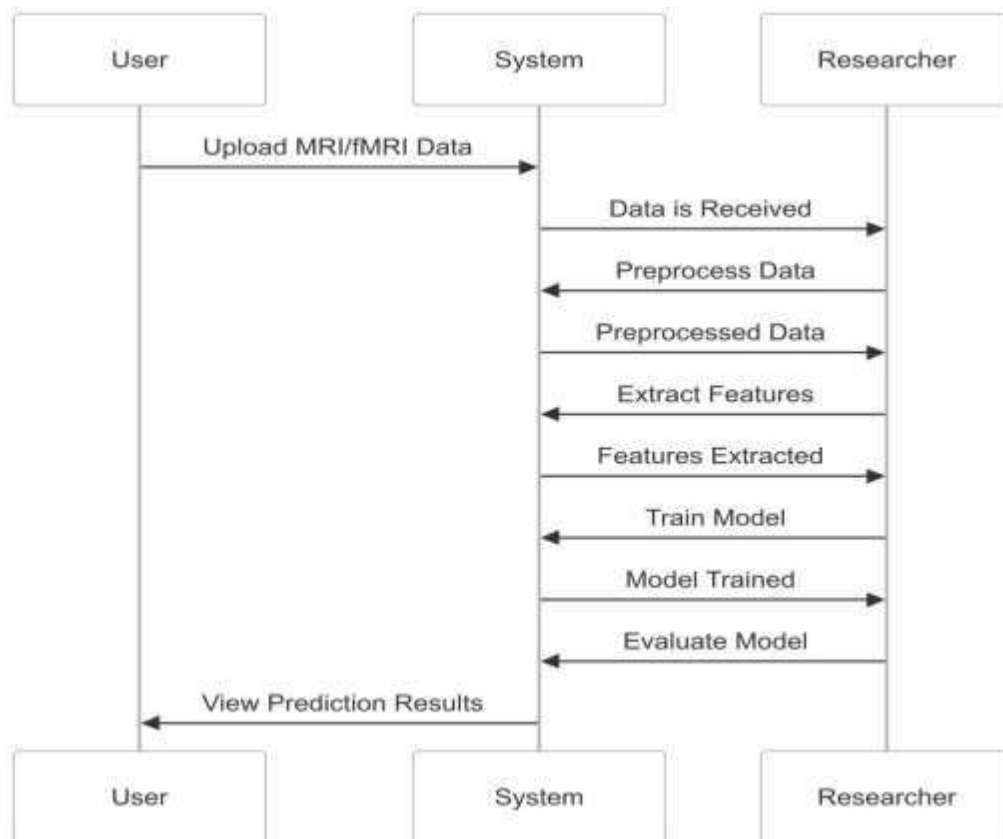 User
System
Researcher
Upload MRI/fMRI Data
Data is Received
Preprocess Data
Preprocessed Data
Extract Features
Features Extracted
Train Model
Model Trained
Evaluate Model
View Prediction Results
User
System
Researcher